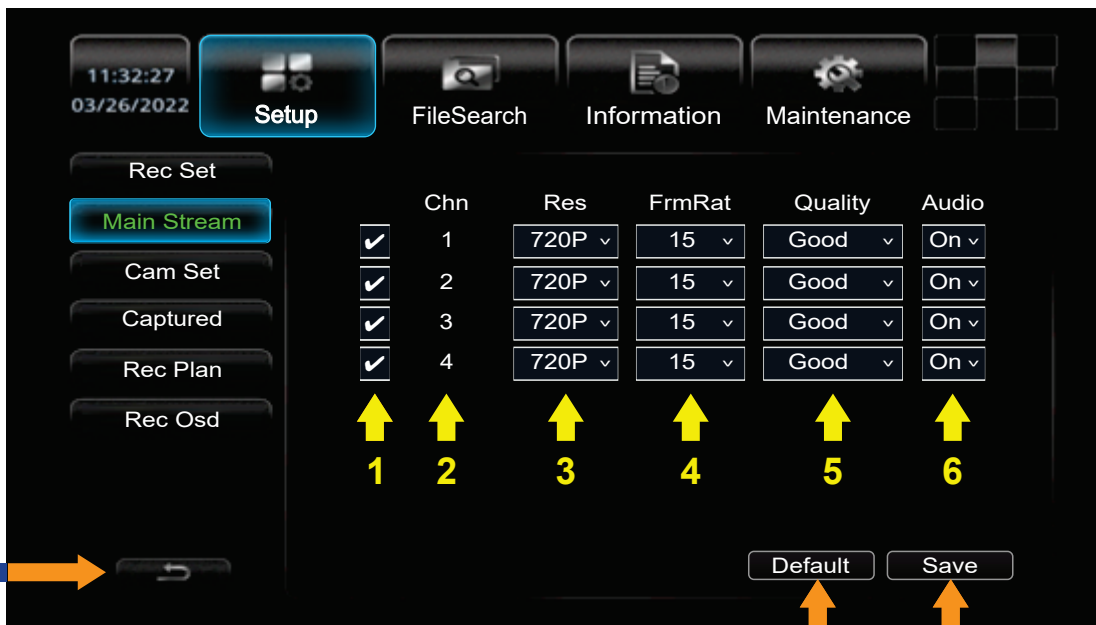 11:32:27
03/26/2022
Setup
FileSearch
Information
Maintenance
Rec Set
Main Stream
Cam Set
Captured
Rec Plan
Rec Osd
Chn Res FrmRat Quality Audio
✔ 1 720P 15 Good On
✔ 2 720P 15 Good On
✔ 3 720P 15 Good On
✔ 4 720P 15 Good On
1 2 3 4 5 6
Default Save